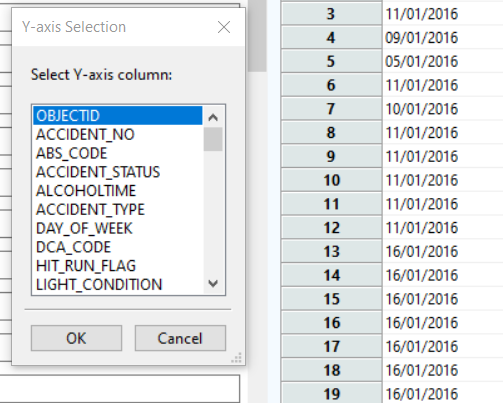 Y-axis Selection
Select Y-axis column:
OBJECTID
ACCIDENT_NO
ABS_CODE
ACCIDENT_STATUS
ALCOHOLTIME
ACCIDENT_TYPE
DAY_OF_WEEK
DCA_CODE
HIT_RUN_FLAG
LIGHT_CONDITION
OK Cancel
3 11/01/2016
4 09/01/2016
5 05/01/2016
6 11/01/2016
7 10/01/2016
8 11/01/2016
9 11/01/2016
10 11/01/2016
11 11/01/2016
12 11/01/2016
13 16/01/2016
14 16/01/2016
15 16/01/2016
16 16/01/2016
17 16/01/2016
18 16/01/2016
19 16/01/2016